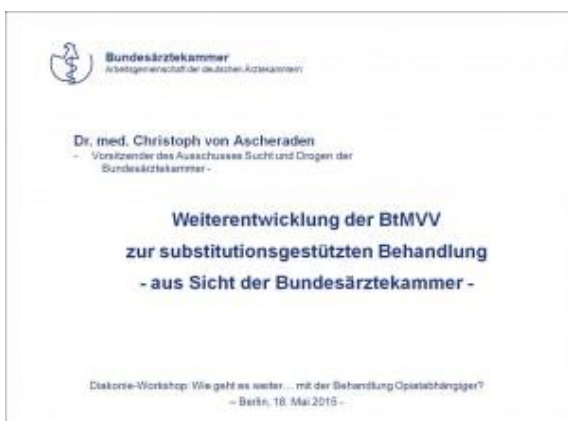 Bundesärztekammer
Arbeitsgemeinschaft der deutschen Ärztekammern
Dr. med. Christoph von Ascheraden
- Vorsitzender des Ausschusses Sucht und Drogen der
Bundesärztekammer -
Weiterentwicklung der BtMVV
zur substitutionsgestützten Behandlung
- aus Sicht der Bundesärztekammer -
Diakonie-Workshop: Wie geht es weiter… mit der Behandlung Opiatabhängiger?
– Berlin, 18. Mai 2015 -